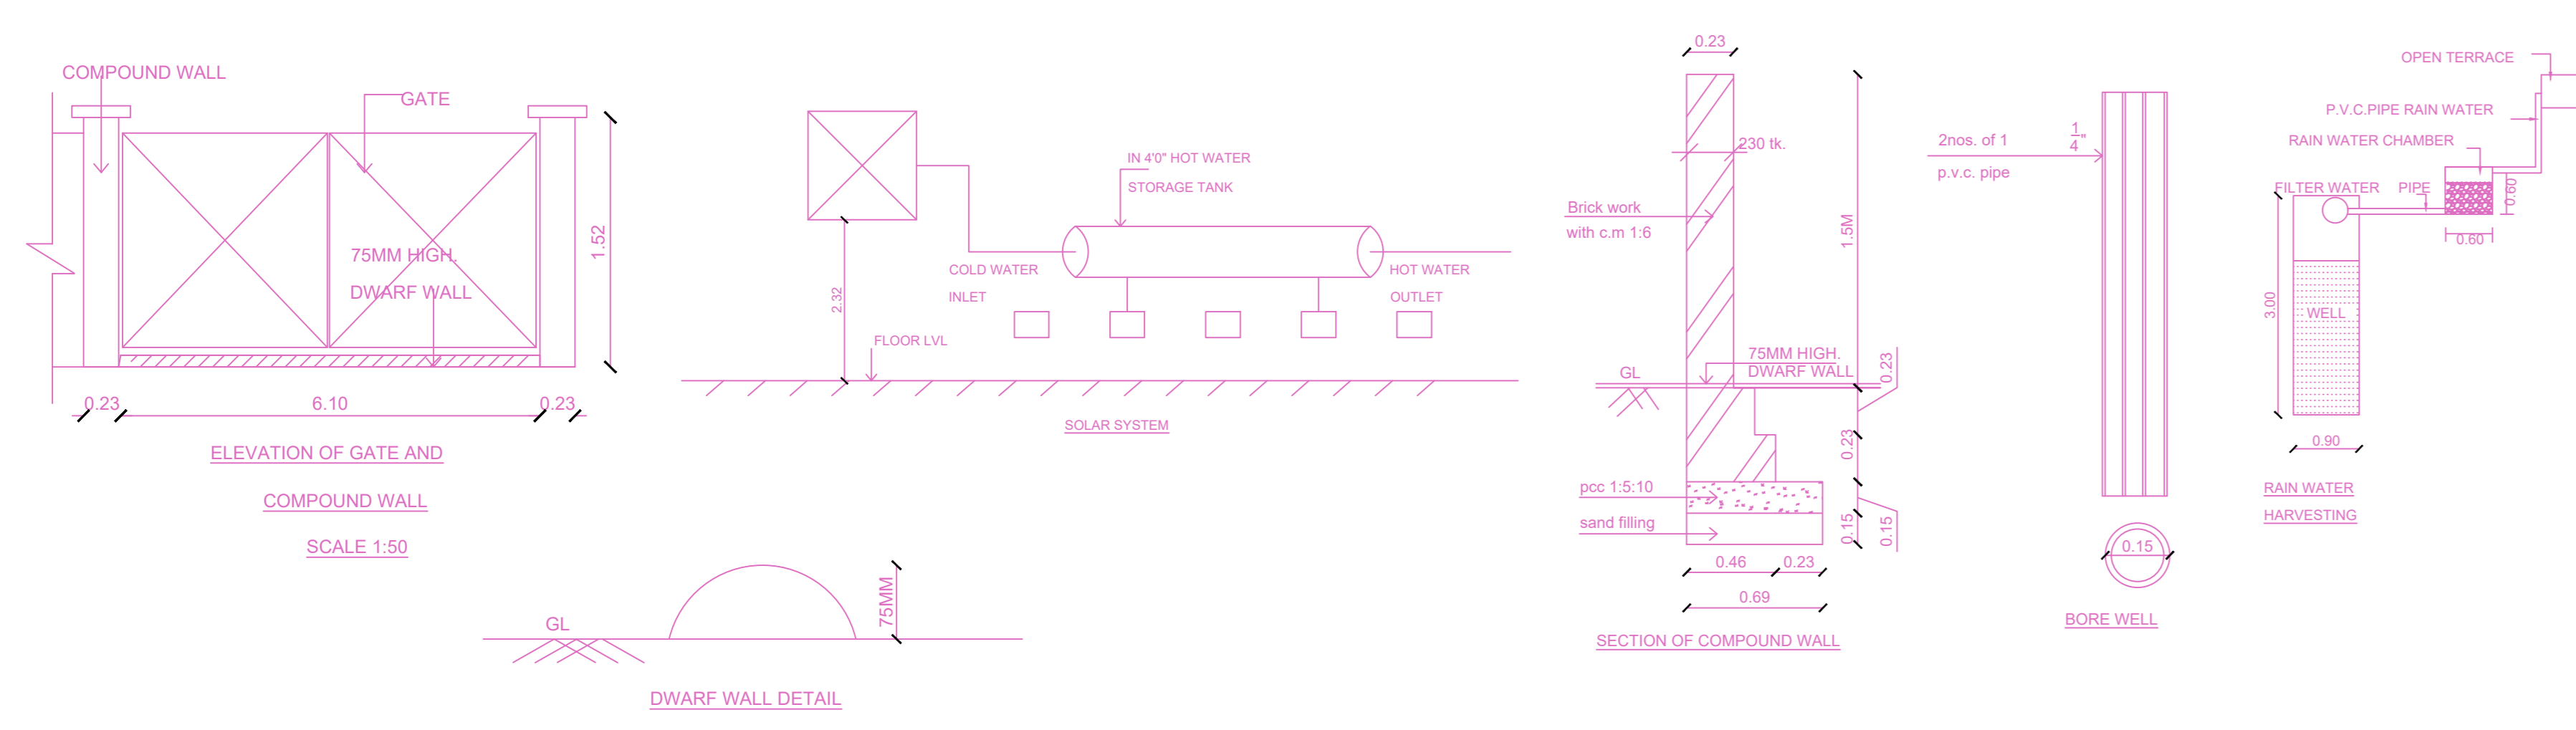 COMPOUND WALL
GATE
75MM HIGH.
DWARF WALL
1.52
0.23
6.10
0.23
ELEVATION OF GATE AND
COMPOUND WALL
SCALE 1:50
GL
75MM
DWARF WALL DETAIL
IN 4'0" HOT WATER
STORAGE TANK
COLD WATER
INLET
HOT WATER
OUTLET
2.32
FLOOR LVL
SOLAR SYSTEM
0.23
230 tk.
Brick work
with c.m 1:6
1.5M
75MM HIGH.
DWARF WALL
GL
0.23
0.23
pcc 1:5:10
sand filling
0.15
0.15
0.46
0.23
0.69
SECTION OF COMPOUND WALL
2nos. of 1 1/4"
p.v.c. pipe
0.15
BORE WELL
OPEN TERRACE
P.V.C.PIPE RAIN WATER
RAIN WATER CHAMBER
FILTER WATER PIPE
0.60
0.60
3.00
WELL
0.90
RAIN WATER
HARVESTING